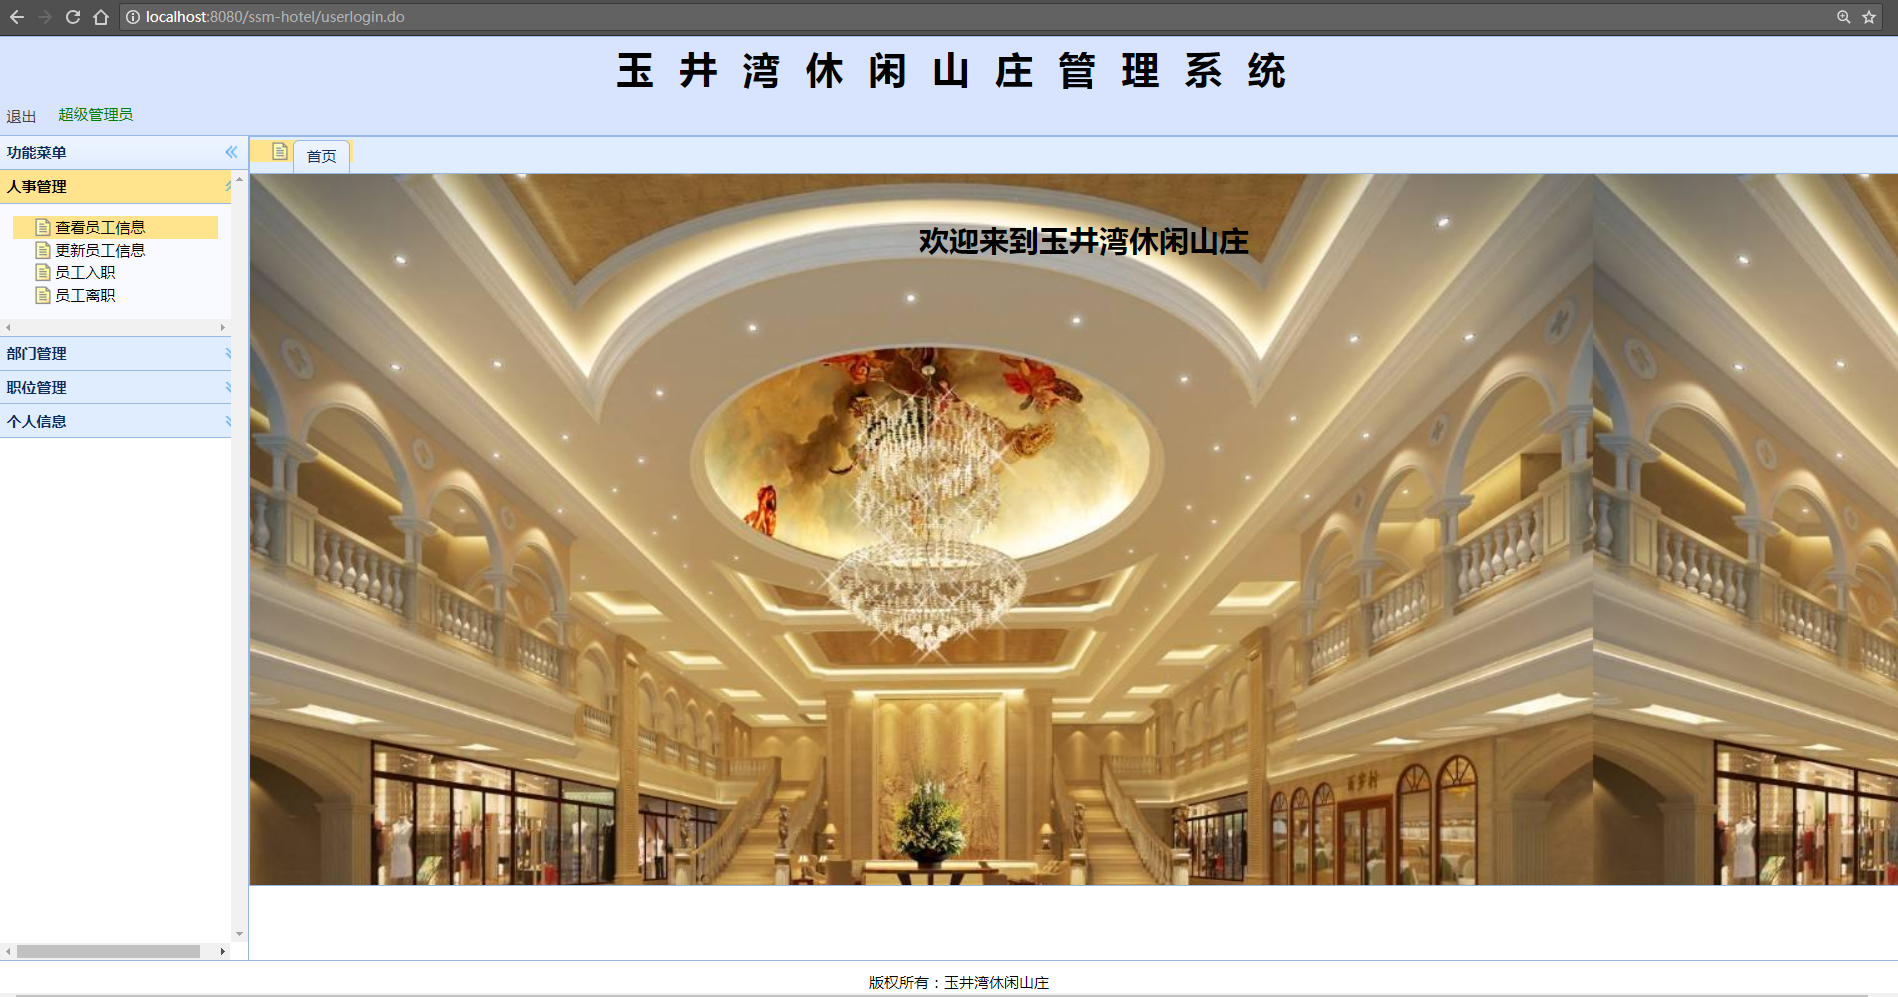 localhost:8080/ssm-hotel/userlogin.do
玉井湾休闲山庄管理系统
退出 超级管理员
功能菜单
首页
人事管理
查看员工信息
更新员工信息
员工入职
员工离职
部门管理
职位管理
个人信息
欢迎来到玉井湾休闲山庄
版权所有：玉井湾休闲山庄